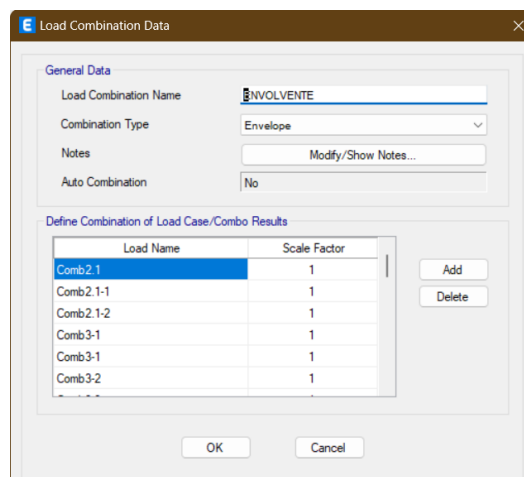 E Load Combination Data
General Data
Load Combination Name ENVOLVENTE
Combination Type Envelope
Notes Modify/Show Notes...
Auto Combination No
Define Combination of Load Case/Combo Results
Load Name Scale Factor
Comb2.1 1 Add
Comb2.1-1 1 Delete
Comb2.1-2 1
Comb3-1 1
Comb3-1 1
Comb3-2 1
OK Cancel